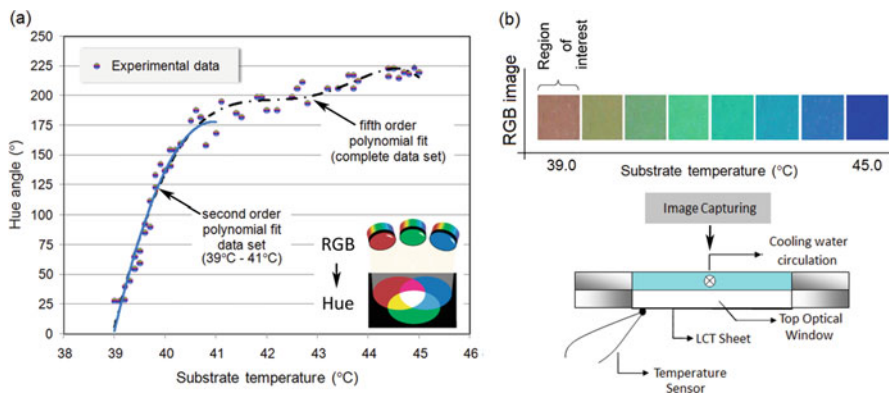 (a)
250
225
200
175
150
125
100
75
50
25
0
Hue angle (°)
Experimental data
fifth order
polynomial fit
(complete data set)
second order
polynomial fit
data set
(39°C - 41°C)
RGB
Hue
38
39
40
41
42
43
44
45
46
Substrate temperature (°C)
(b)
Region
of
interest
RGB image
39.0
45.0
Substrate temperature (°C)
Image Capturing
Cooling water
circulation
Top Optical
Window
LCT Sheet
Temperature
Sensor